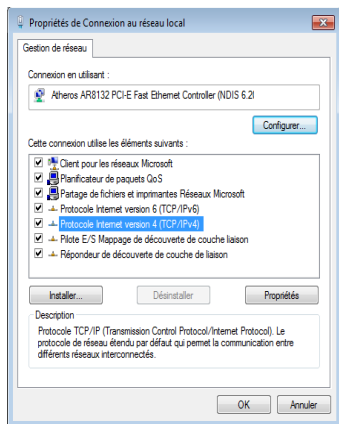 Propriétés de Connexion au réseau local
Gestion de réseau
Connexion en utilisant :
Atheros AR8132 PCI-E Fast Ethemet Controller (NDIS 6.2(
Configurer...
Cette connexion utilise les éléments suivants :
Client pour les réseaux Microsoft
Planificateur de paquets QoS
Partage de fichiers et imprimantes Réseaux Microsoft
Protocole Internet version 6 (TCP/IPv6)
Protocole Internet version 4 (TCP/IPv4)
Pilote E/S Mappage de découverte de couche liaison
Répondeur de découverte de couche de liaison
Installer...
Désinstaller
Propriétés
Description
Protocole TCP/IP (Transmission Control Protocol/Internet Protocol). Le
protocole de réseau étendu par défaut qui permet la communication entre
différents réseaux interconnectés.
OK
Annuler